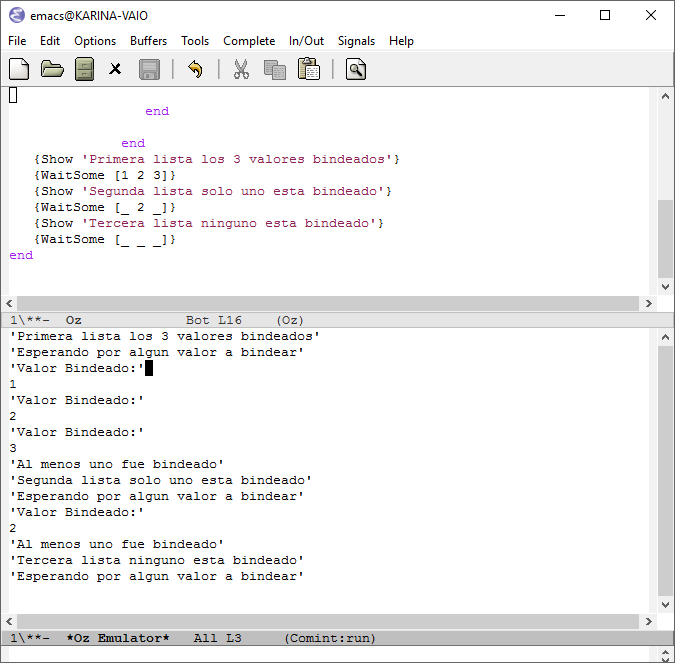 emacs@KARINA-VAIO
File Edit Options Buffers Tools Complete In/Out Signals Help
end
end
{Show 'Primera lista los 3 valores bindeados'}
{WaitSome [1 2 3]}
{Show 'Segunda lista solo uno esta bindeado'}
{WaitSome [_ 2 _]}
{Show 'Tercera lista ninguno esta bindeado'}
{WaitSome [_ _ _]}
end
1\**- Oz Bot L16 (Oz)
'Primera lista los 3 valores bindeados'
'Esperando por algun valor a bindear'
'Valor Bindeado:'
1
'Valor Bindeado:'
2
'Valor Bindeado:'
3
'Al menos uno fue bindeado'
'Segunda lista solo uno esta bindeado'
'Esperando por algun valor a bindear'
'Valor Bindeado:'
2
'Al menos uno fue bindeado'
'Tercera lista ninguno esta bindeado'
'Esperando por algun valor a bindear'
1\**- *Oz Emulator* All L3 (Comint:run)